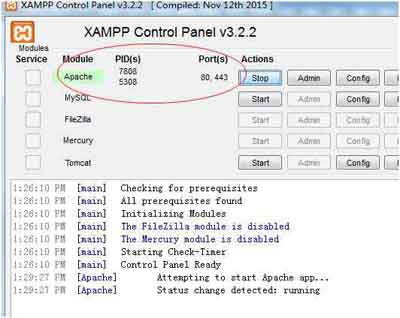 XAMPP Control Panel v3.2.2 [ Compiled: Nov 12th 2015 ]
XAMPP Control Panel v3.2.2
Modules
Service Module PID(s) Port(s) Actions
Apache 7808 5308 80, 443 Stop Admin Config
MySQL Start Admin Config
FileZilla Start Admin Config
Mercury Start Admin Config
Tomcat Start Admin Config
1:26:10 PM [main] Checking for prerequisites
1:26:10 PM [main] All prerequisites found
1:26:10 PM [main] Initializing Modules
1:26:10 PM [main] The FileZilla module is disabled
1:26:10 PM [main] The Mercury module is disabled
1:26:10 PM [main] Starting Check-Timer
1:26:10 PM [main] Control Panel Ready
1:29:27 PM [Apache] Attempting to start Apache app...
1:29:27 PM [Apache] Status change detected: running